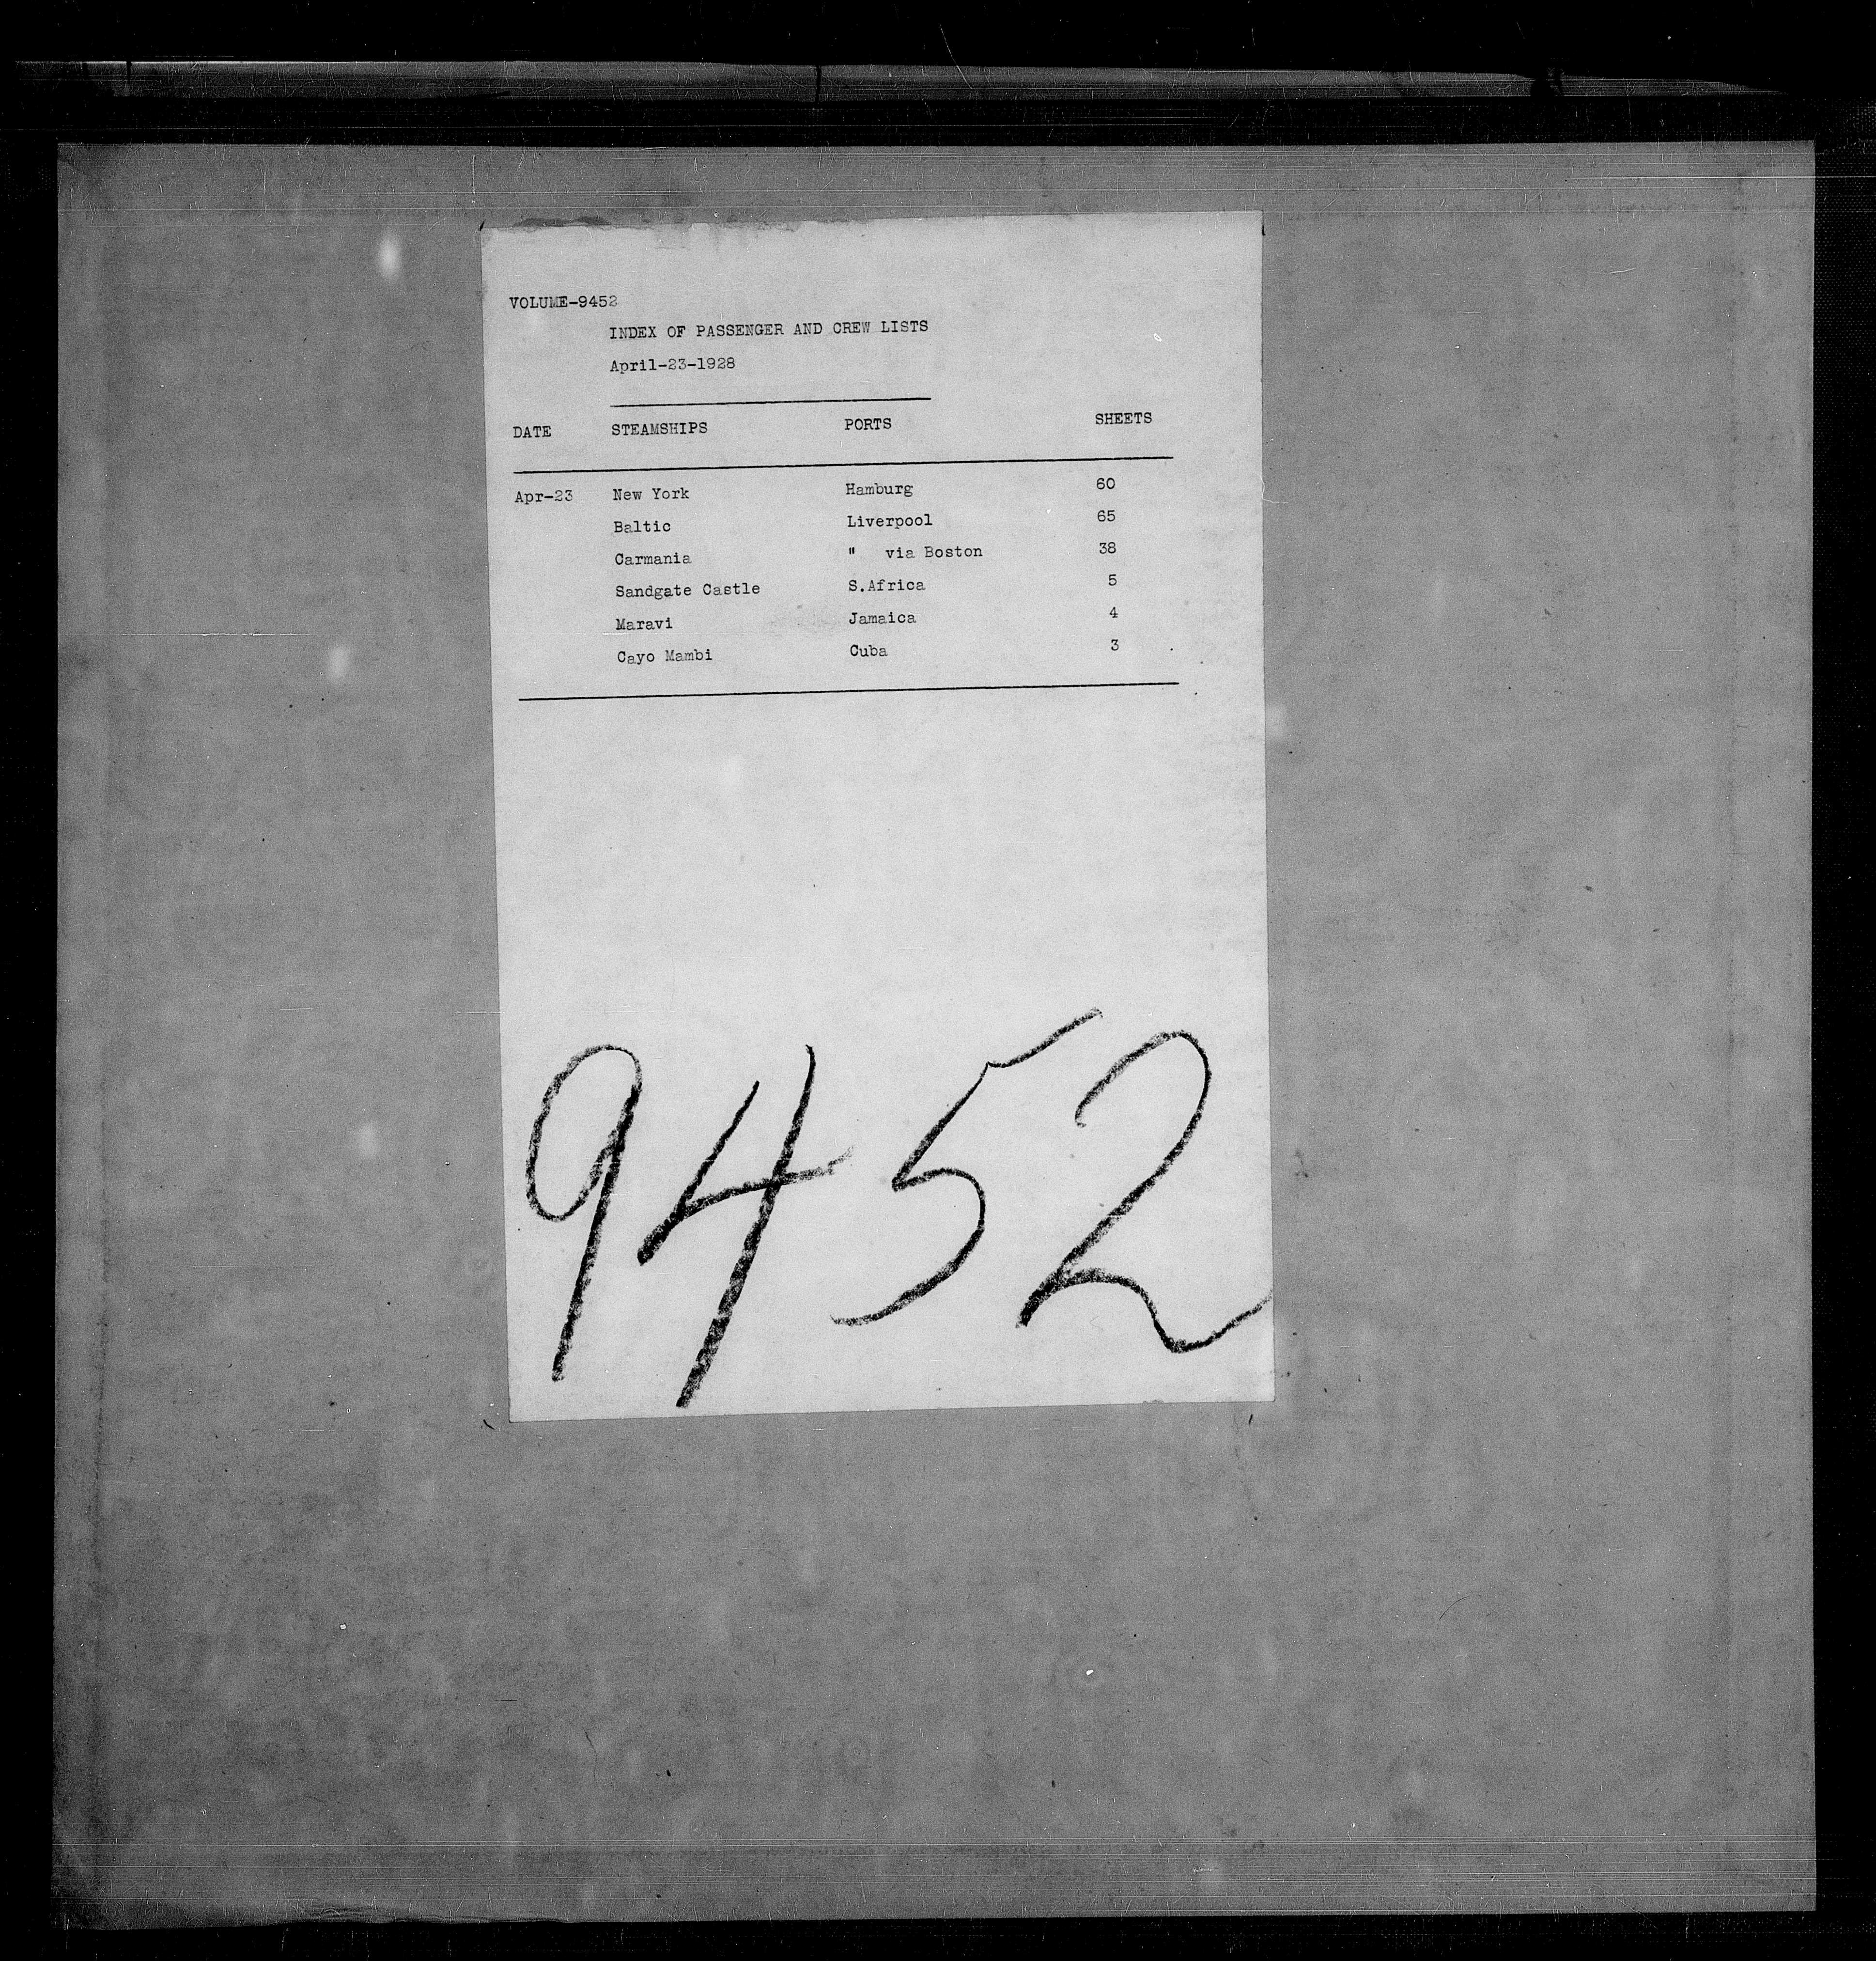 VOLUME-9452
INDEX OF PASSENGER AND CREW LISTS
April-23-1928
DATE STEAMSHIPS PORTS SHEETS
Apr-23 New York Hamburg 60
Baltic Liverpool 65
Carmania " via Boston 38
Sandgate Castle S.Africa 5
Maravi Jamaica 4
Cayo Mambi Cuba 3
9452